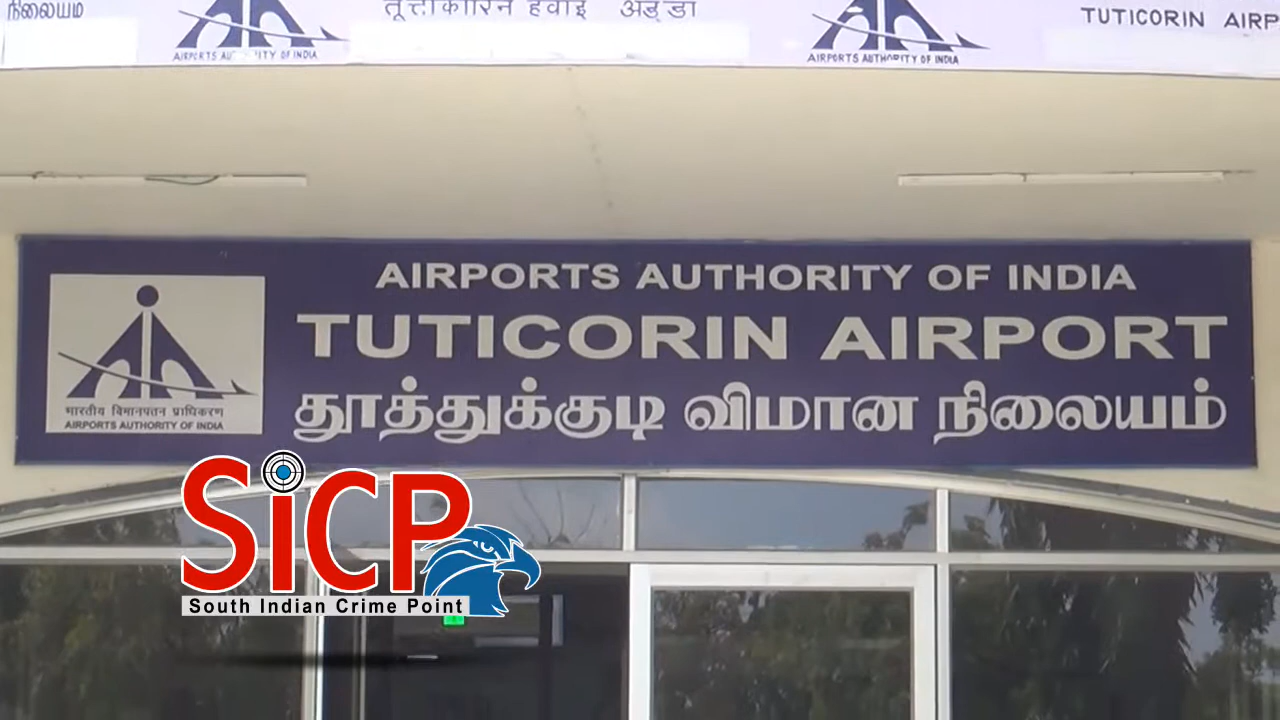 நிலையம்
AIRPORTS AUTHORITY OF INDIA
तूत्तीकोरिन हवाई अड्डा
AIRPORTS AUTHORITY OF INDIA
TUTICORIN AIRP
AIRPORTS AUTHORITY OF INDIA
TUTICORIN AIRPORT
தூத்துக்குடி விமான நிலையம்
भारतीय विमानपत्तन प्राधिकरण
AIRPORTS AUTHORITY OF INDIA
SiCP
South Indian Crime Point